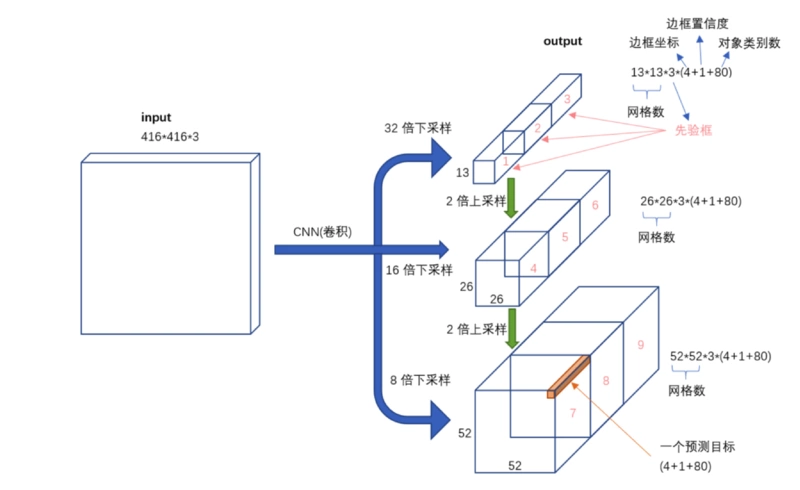 input
416*416*3
CNN(卷积)
32 倍下采样
16 倍下采样
8 倍下采样
output
13
1
2
3
2 倍上采样
26
26
4
5
6
2 倍上采样
52
52
7
8
9
边框置信度
边框坐标
对象类别数
13*13*3*(4+1+80)
网格数
先验框
26*26*3*(4+1+80)
网格数
52*52*3*(4+1+80)
网格数
一个预测目标
(4+1+80)